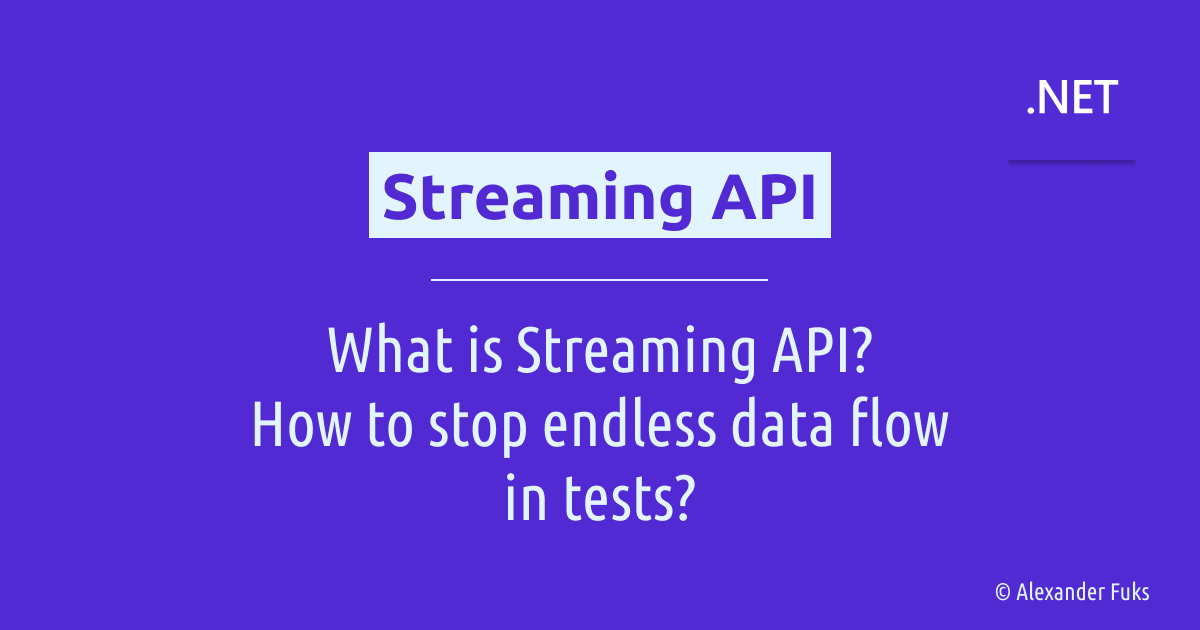 .NET
Streaming API
What is Streaming API?
How to stop endless data flow
in tests?
© Alexander Fuks